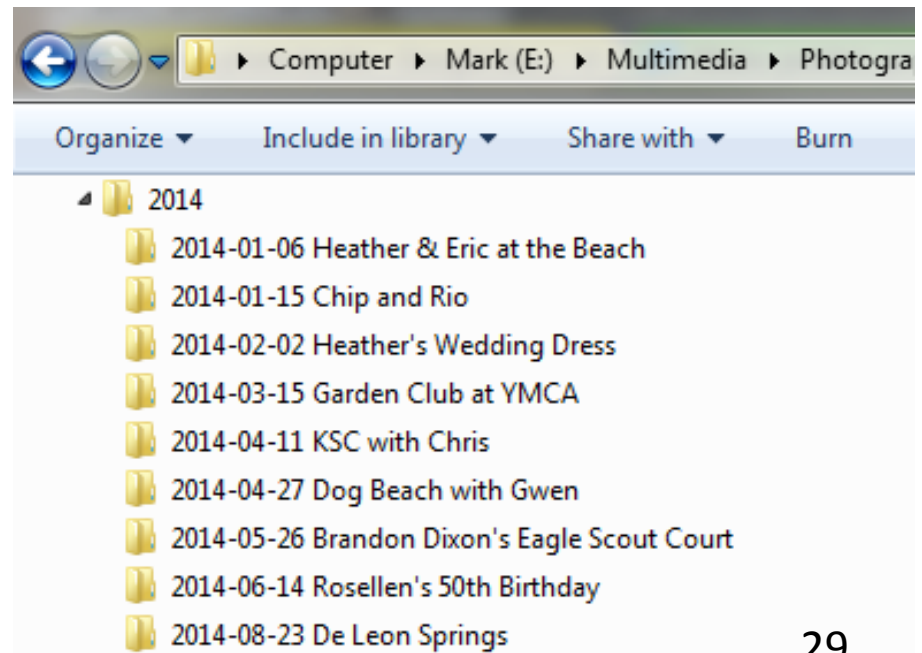 Computer Mark (E:) Multimedia Photogra
Organize Include in library Share with Burn
2014
2014-01-06 Heather & Eric at the Beach
2014-01-15 Chip and Rio
2014-02-02 Heather's Wedding Dress
2014-03-15 Garden Club at YMCA
2014-04-11 KSC with Chris
2014-04-27 Dog Beach with Gwen
2014-05-26 Brandon Dixon's Eagle Scout Court
2014-06-14 Rosellen's 50th Birthday
2014-08-23 De Leon Springs
29